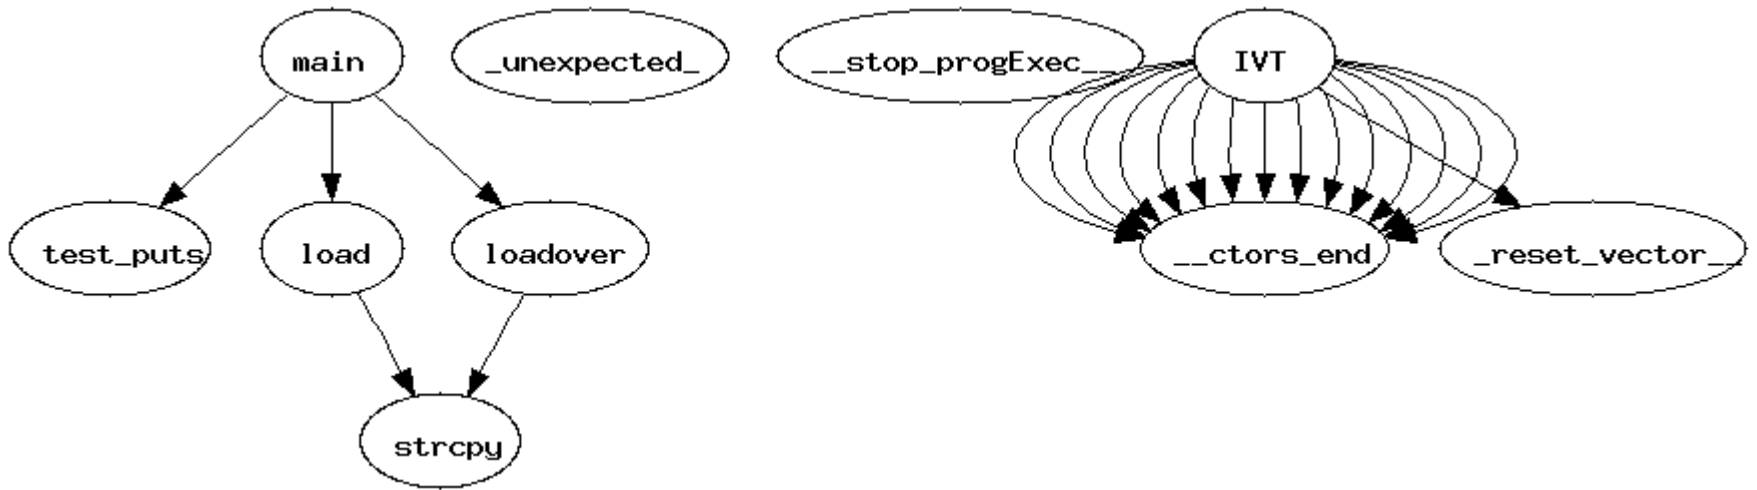 main
_unexpected_
__stop_progExec__
IVT
test_puts
load
loadover
__ctors_end
_reset_vector__
strcpy